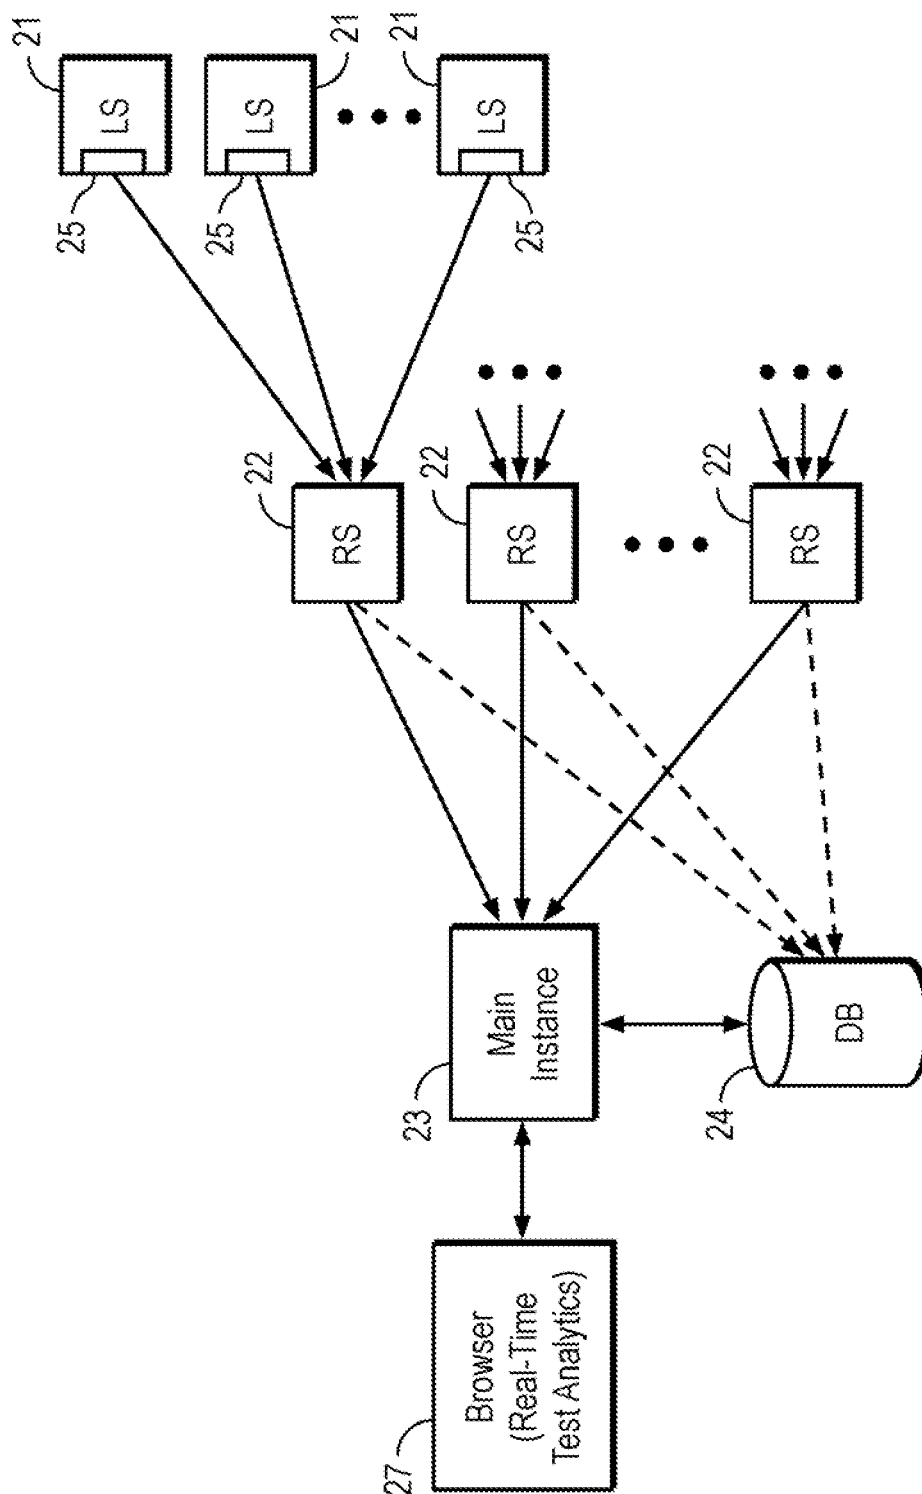 27
Browser
(Real-Time
Test Analytics)
23
Main
Instance
24
DB
22
RS
22
RS
22
RS
21
LS
25
21
LS
25
21
LS
25